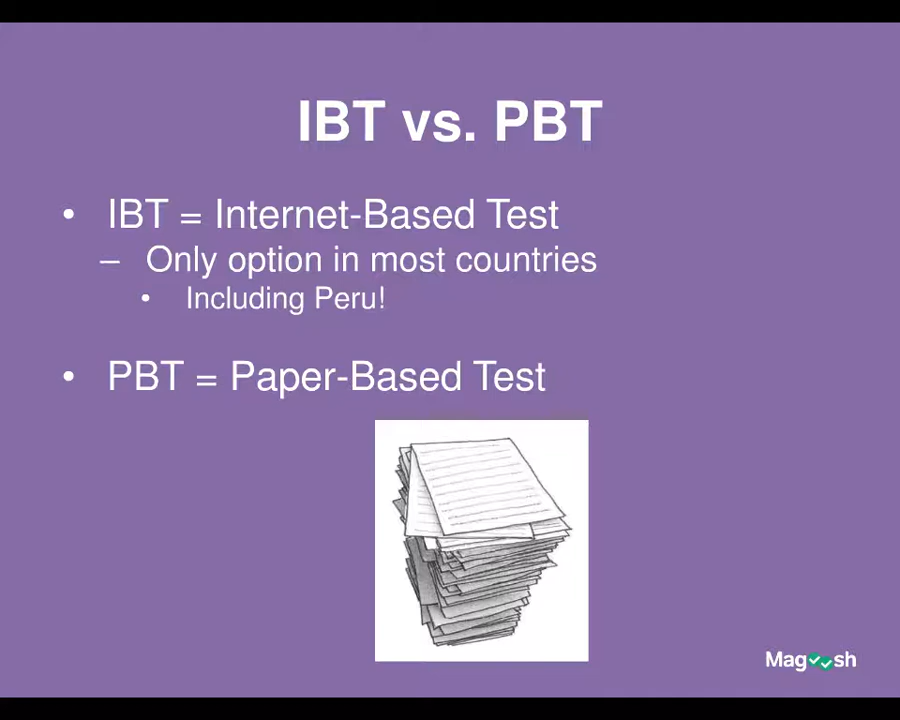 IBT vs. PBT
• IBT = Internet-Based Test
– Only option in most countries
• Including Peru!
• PBT = Paper-Based Test
Magoosh